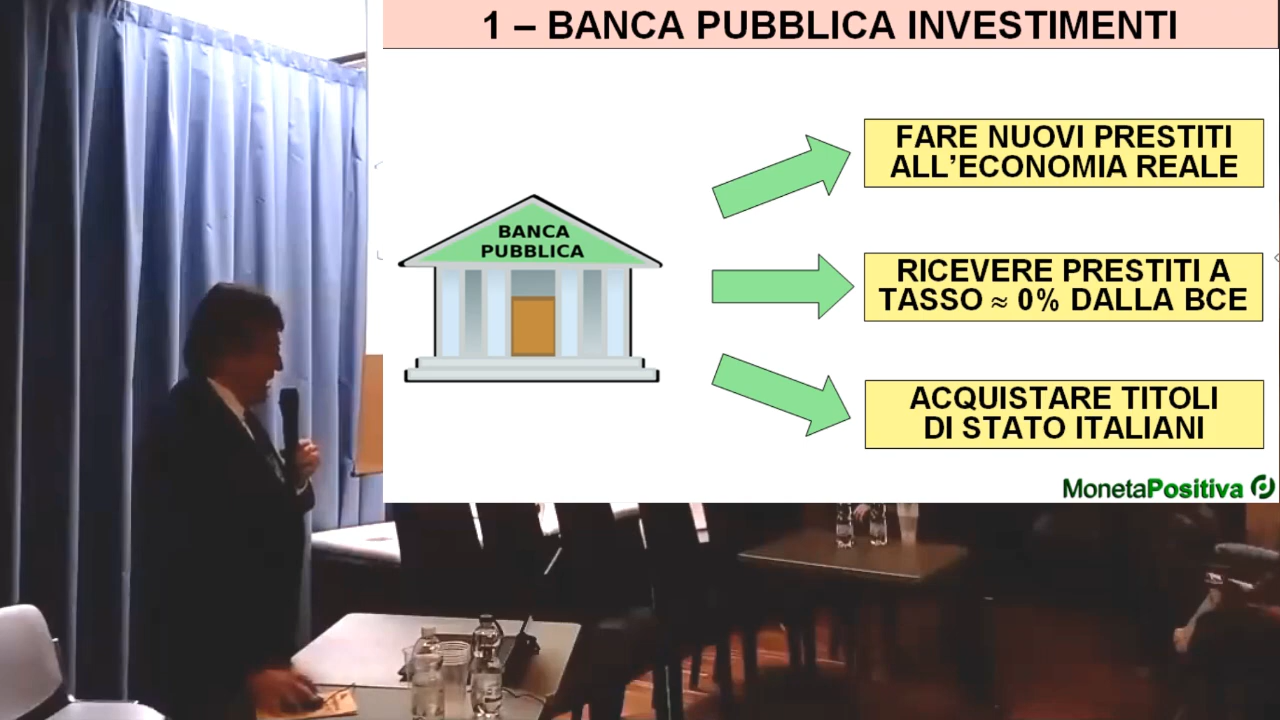 1 – BANCA PUBBLICA INVESTIMENTI
BANCA
PUBBLICA
FARE NUOVI PRESTITI
ALL’ECONOMIA REALE
RICEVERE PRESTITI A
TASSO ≈ 0% DALLA BCE
ACQUISTARE TITOLI
DI STATO ITALIANI
MonetaPositiva